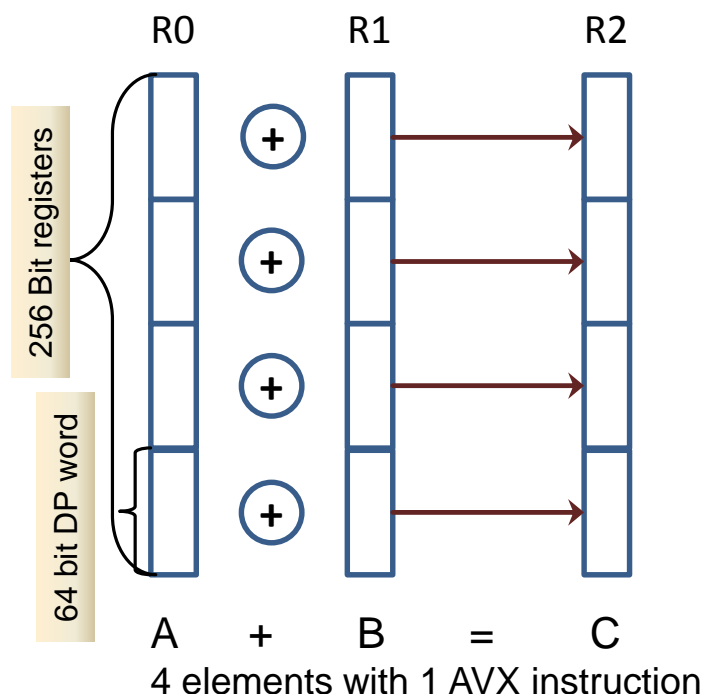 R0 R1 R2
256 Bit registers
+
+
+
64 bit DP word
+
A + B = C
4 elements with 1 AVX instruction